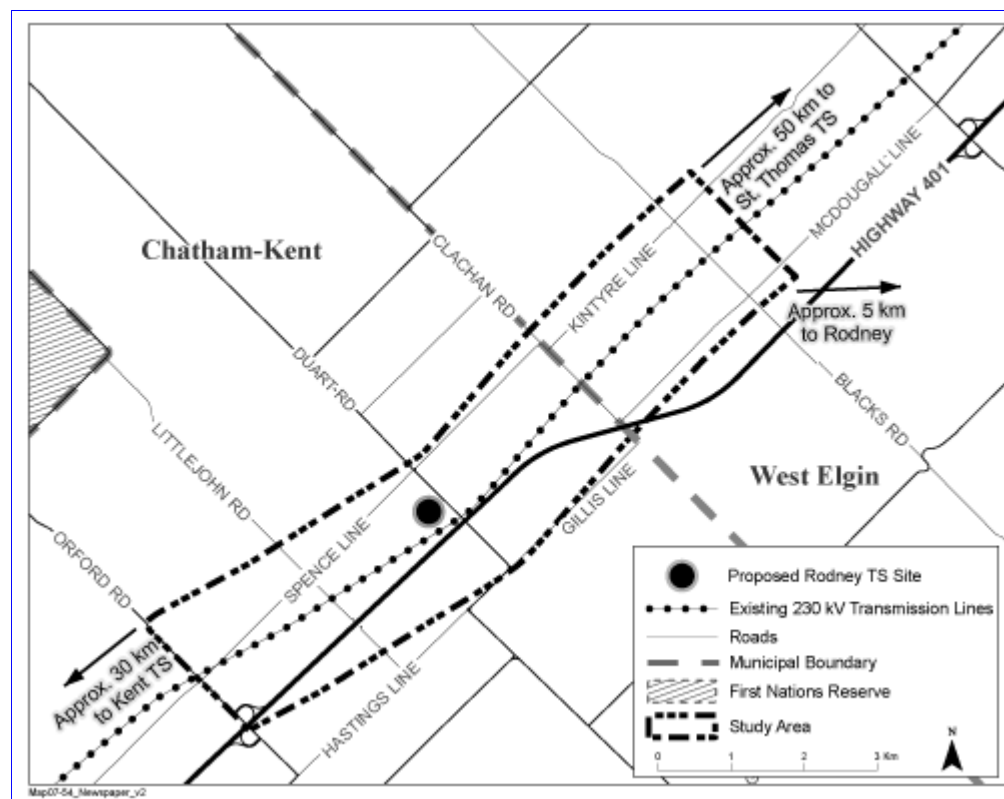 Approx. 50 km to
St. Thomas TS
MCDOUGALL LINE
HIGHWAY 401
Chatham-Kent
CLACHAN RD
KINTYRE LINE
Approx. 5 km
to Rodney
DUART RD
BLACKS RD
LITTLEJOHN RD
West Elgin
GILLIS LINE
ORFORD RD
SPENCE LINE
Approx. 30 km
to Kent TS
HASTINGS LINE
Proposed Rodney TS Site
Existing 230 kV Transmission Lines
Roads
Municipal Boundary
First Nations Reserve
Study Area
N
0 1 2 3 Km
Map07-54_Newspaper_v2